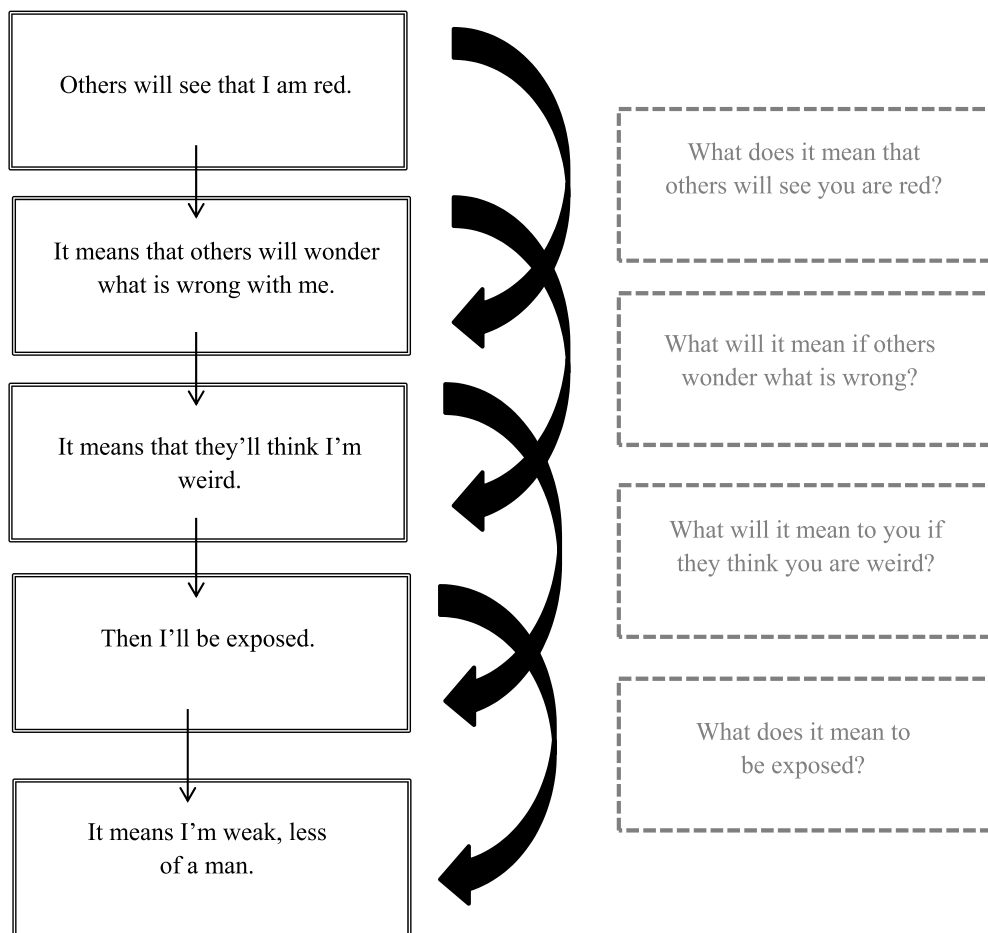 Others will see that I am red.
What does it mean that
others will see you are red?
It means that others will wonder
what is wrong with me.
What will it mean if others
wonder what is wrong?
It means that they’ll think I’m
weird.
What will it mean to you if
they think you are weird?
Then I’ll be exposed.
What does it mean to
be exposed?
It means I’m weak, less
of a man.